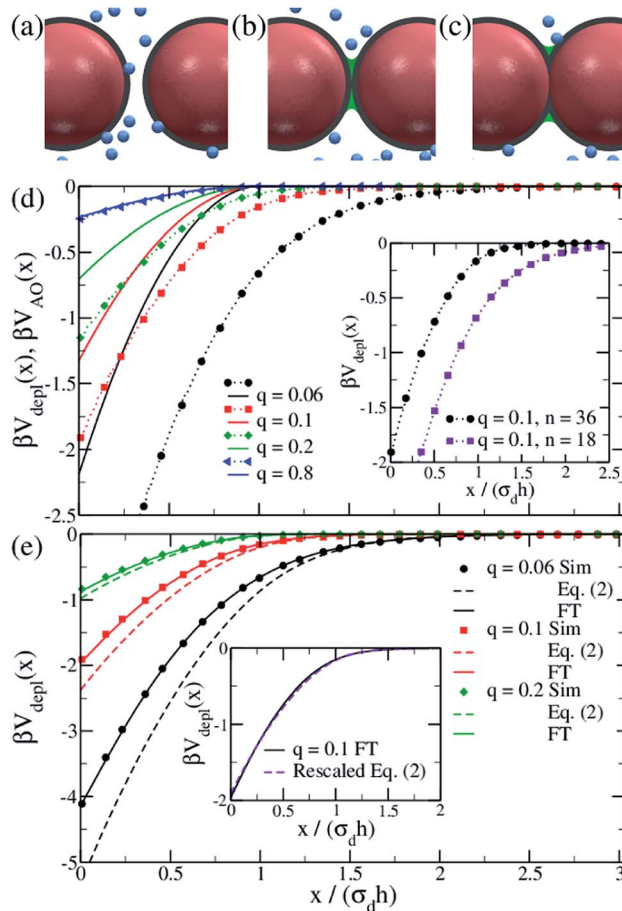 (a)
(b)
(c)
(d)
βV_depl(x), βV_AO(x)
0
-0.5
-1
-1.5
-2
-2.5
q = 0.06
q = 0.1
q = 0.2
q = 0.8
βV_depl(x)
0
-0.5
-1
-1.5
-2
q = 0.1, n = 36
q = 0.1, n = 18
0 0.5 1.0 1.5 2.0 2.5
x / (σ_d h)
(e)
βV_depl(x)
0
-1
-2
-3
-4
-5
q = 0.06 Sim
Eq. (2)
FT
q = 0.1 Sim
Eq. (2)
FT
q = 0.2 Sim
Eq. (2)
FT
βV_depl(x)
0
-1
-2
q = 0.1 FT
Rescaled Eq. (2)
0 0.5 1 1.5 2
x / (σ_d h)
0 0.5 1 1.5 2 2.5 3
x / (σ_d h)